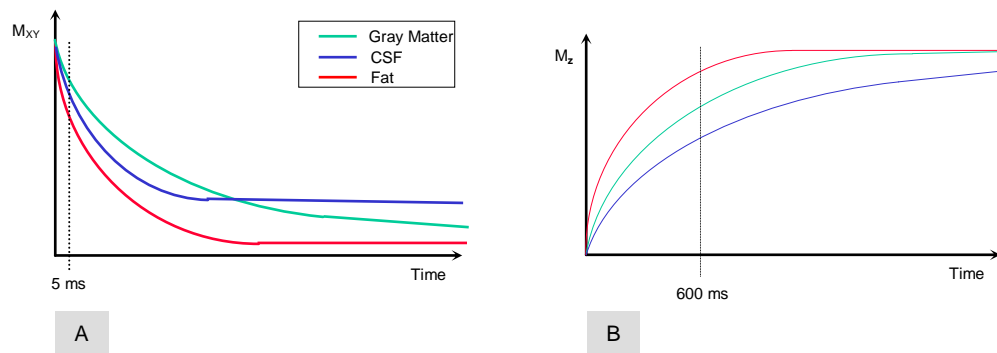 M_XY
Gray Matter
CSF
Fat
Time
5 ms
A
M_z
Time
600 ms
B